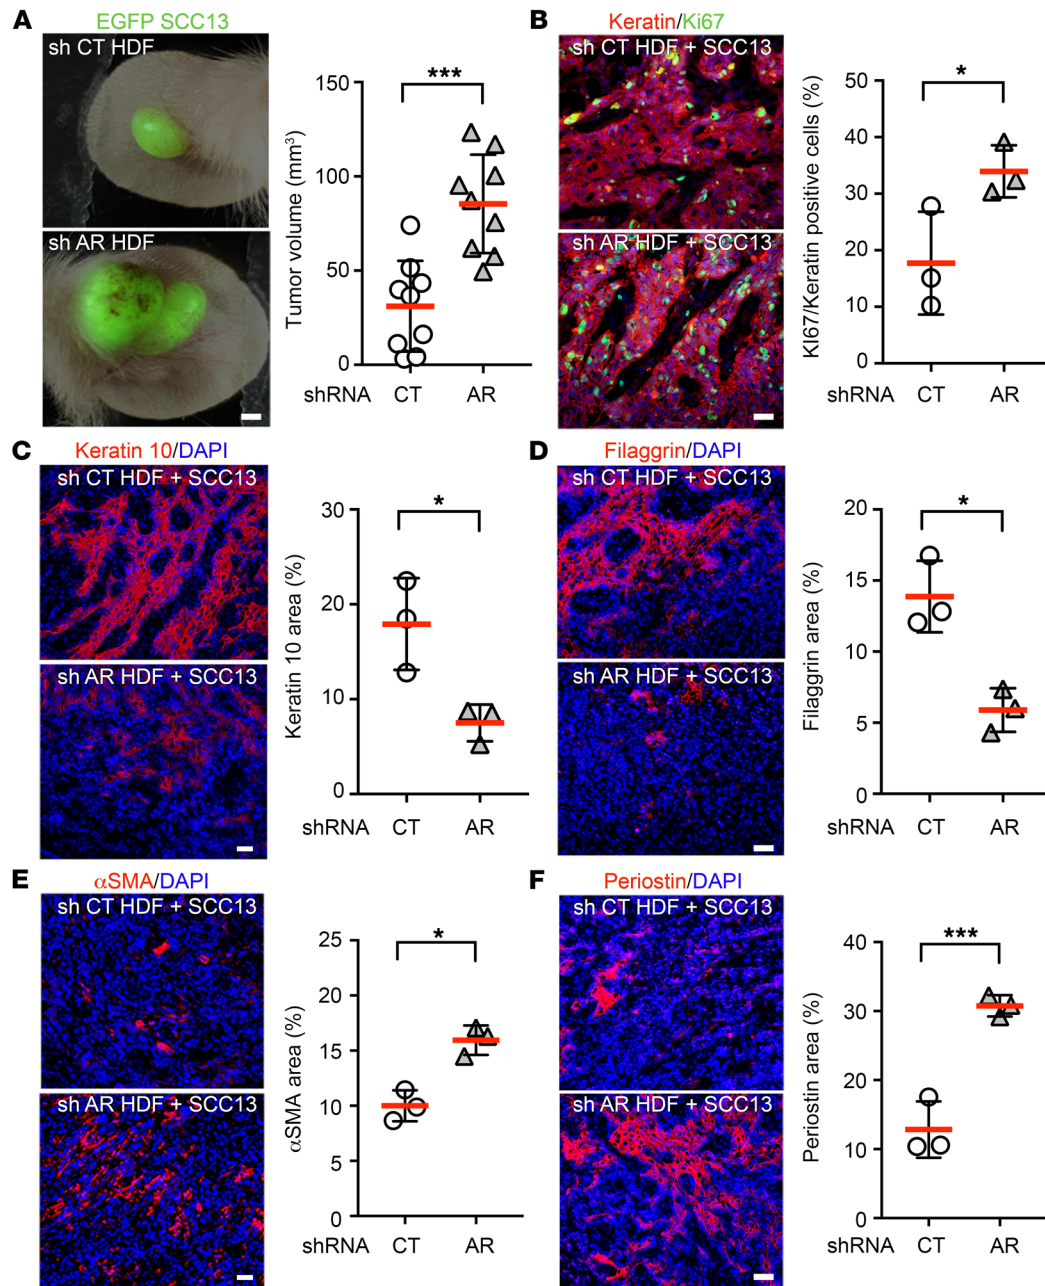 A
EGFP SCC13
sh CT HDF
sh AR HDF
Tumor volume (mm³)
150
100
50
0
***
shRNA CT AR
B
Keratin/Ki67
sh CT HDF + SCC13
sh AR HDF + SCC13
KI67/Keratin positive cells (%)
50
40
30
20
10
0
*
shRNA CT AR
C
Keratin 10/DAPI
sh CT HDF + SCC13
sh AR HDF + SCC13
Keratin 10 area (%)
30
20
10
0
*
shRNA CT AR
D
Filaggrin/DAPI
sh CT HDF + SCC13
sh AR HDF + SCC13
Filaggrin area (%)
20
15
10
5
0
*
shRNA CT AR
E
αSMA/DAPI
sh CT HDF + SCC13
sh AR HDF + SCC13
αSMA area (%)
25
20
15
10
5
0
*
shRNA CT AR
F
Periostin/DAPI
sh CT HDF + SCC13
sh AR HDF + SCC13
Periostin area (%)
40
30
20
10
0
***
shRNA CT AR